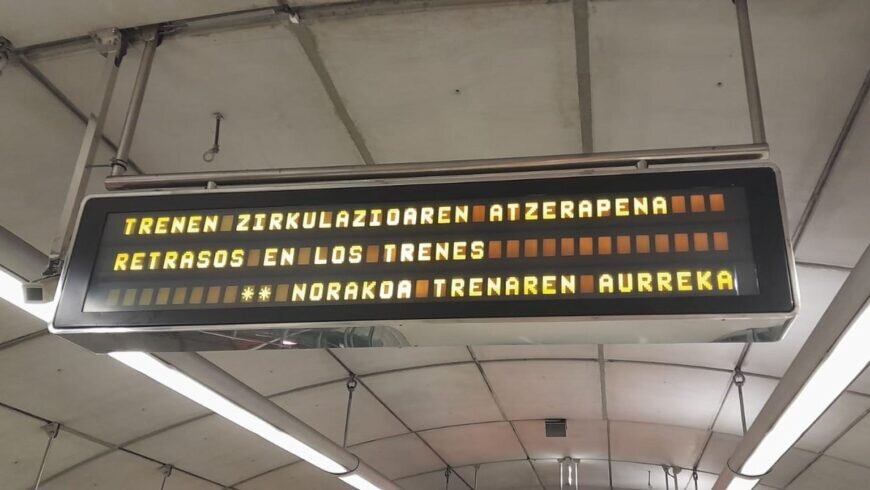 TRENEN ZIRKULAZIOAREN ATZERAPENA
RETRASOS EN LOS TRENES
** NORAKOA TRENAREN AURREKA